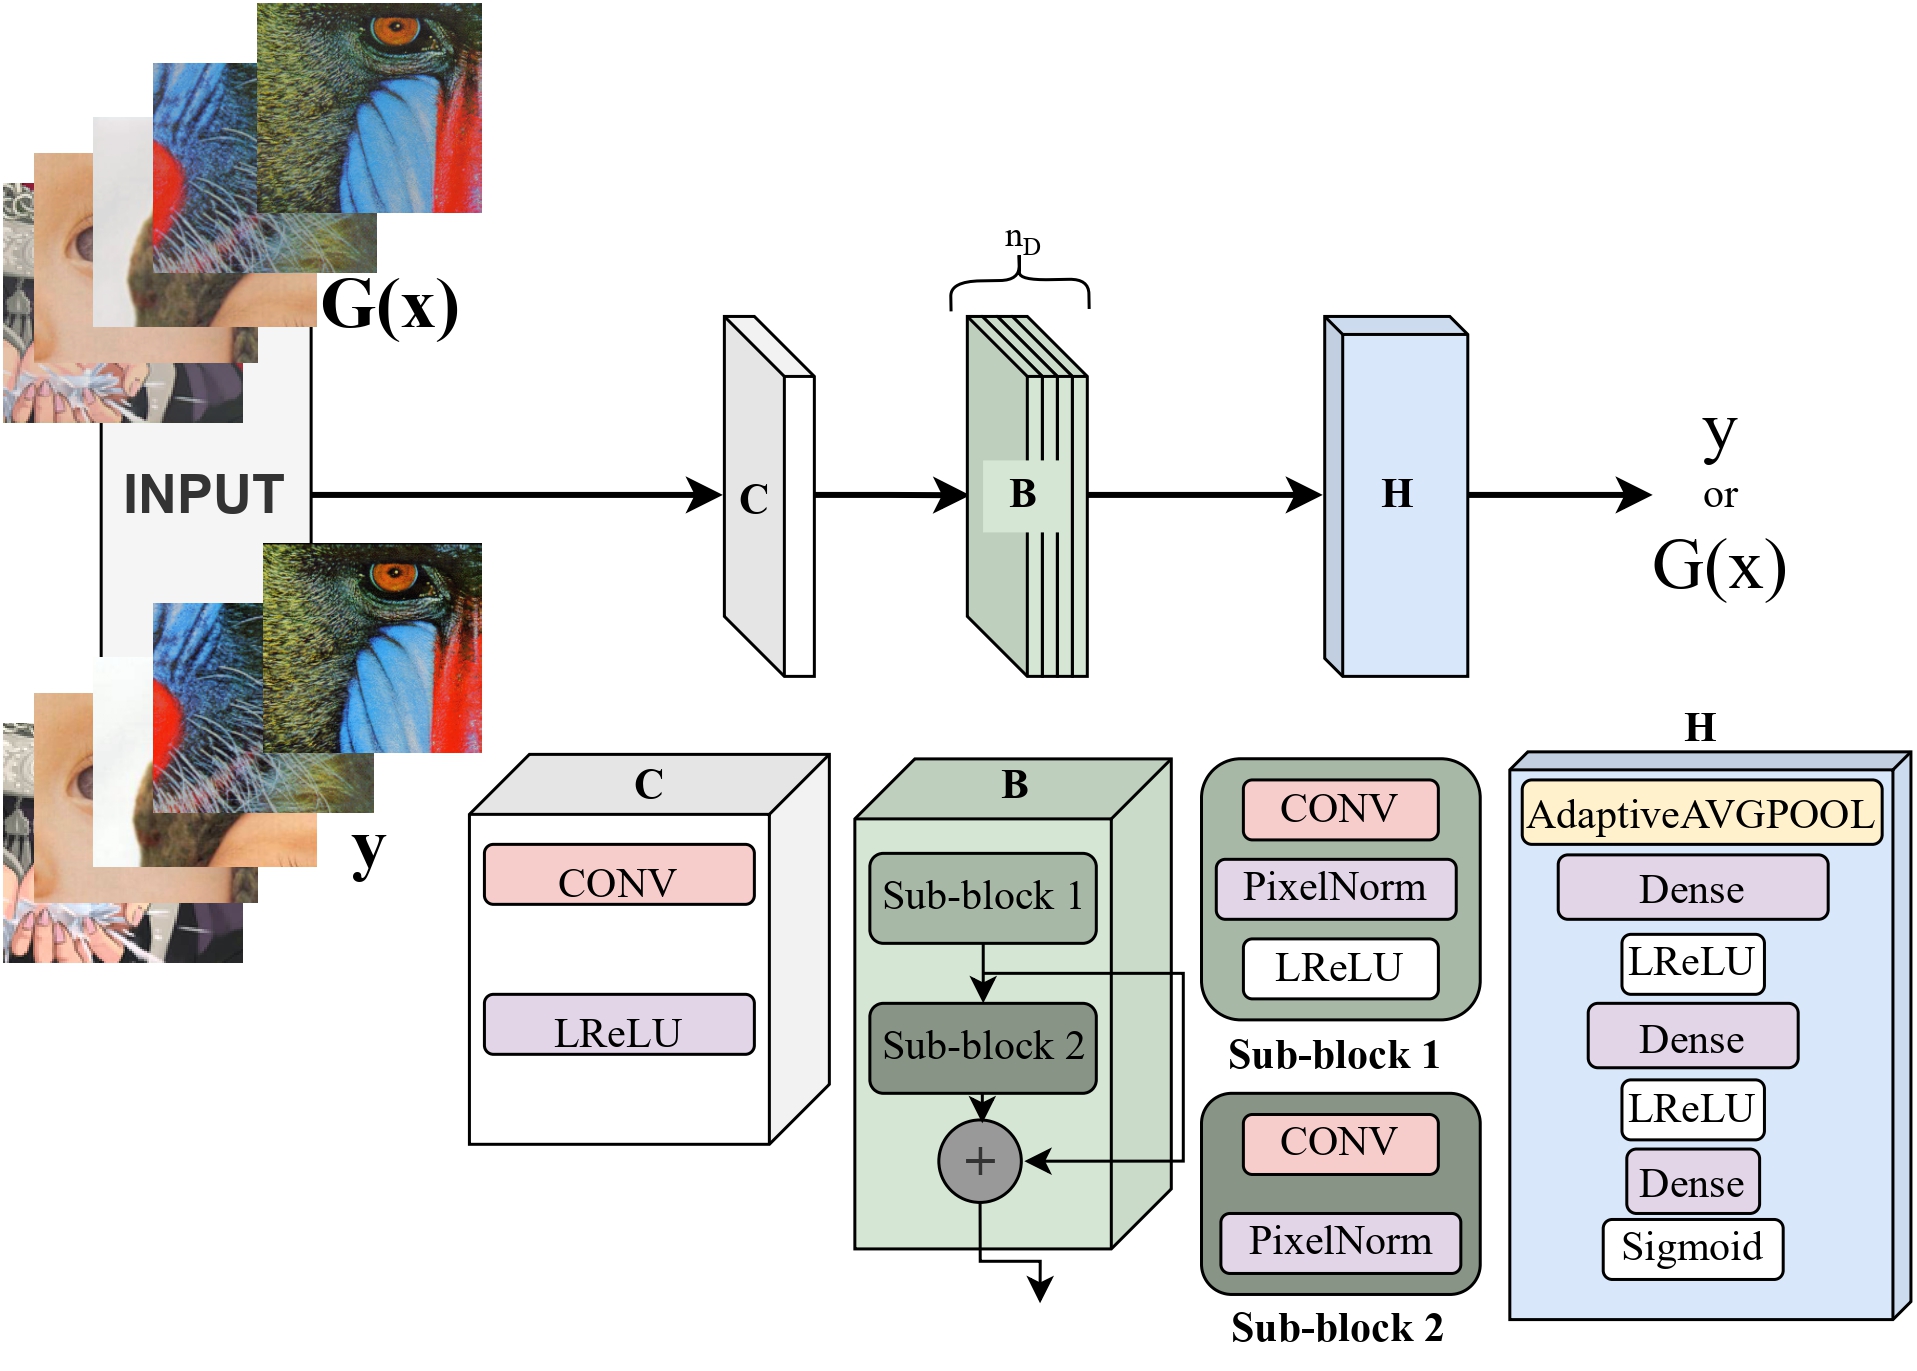 G(x)
n_D
INPUT
C
B
H
y
or
G(x)
y
C
CONV
LReLU
B
Sub-block 1
Sub-block 2
+
CONV
PixelNorm
LReLU
Sub-block 1
CONV
PixelNorm
Sub-block 2
H
AdaptiveAVGPOOL
Dense
LReLU
Dense
LReLU
Dense
Sigmoid